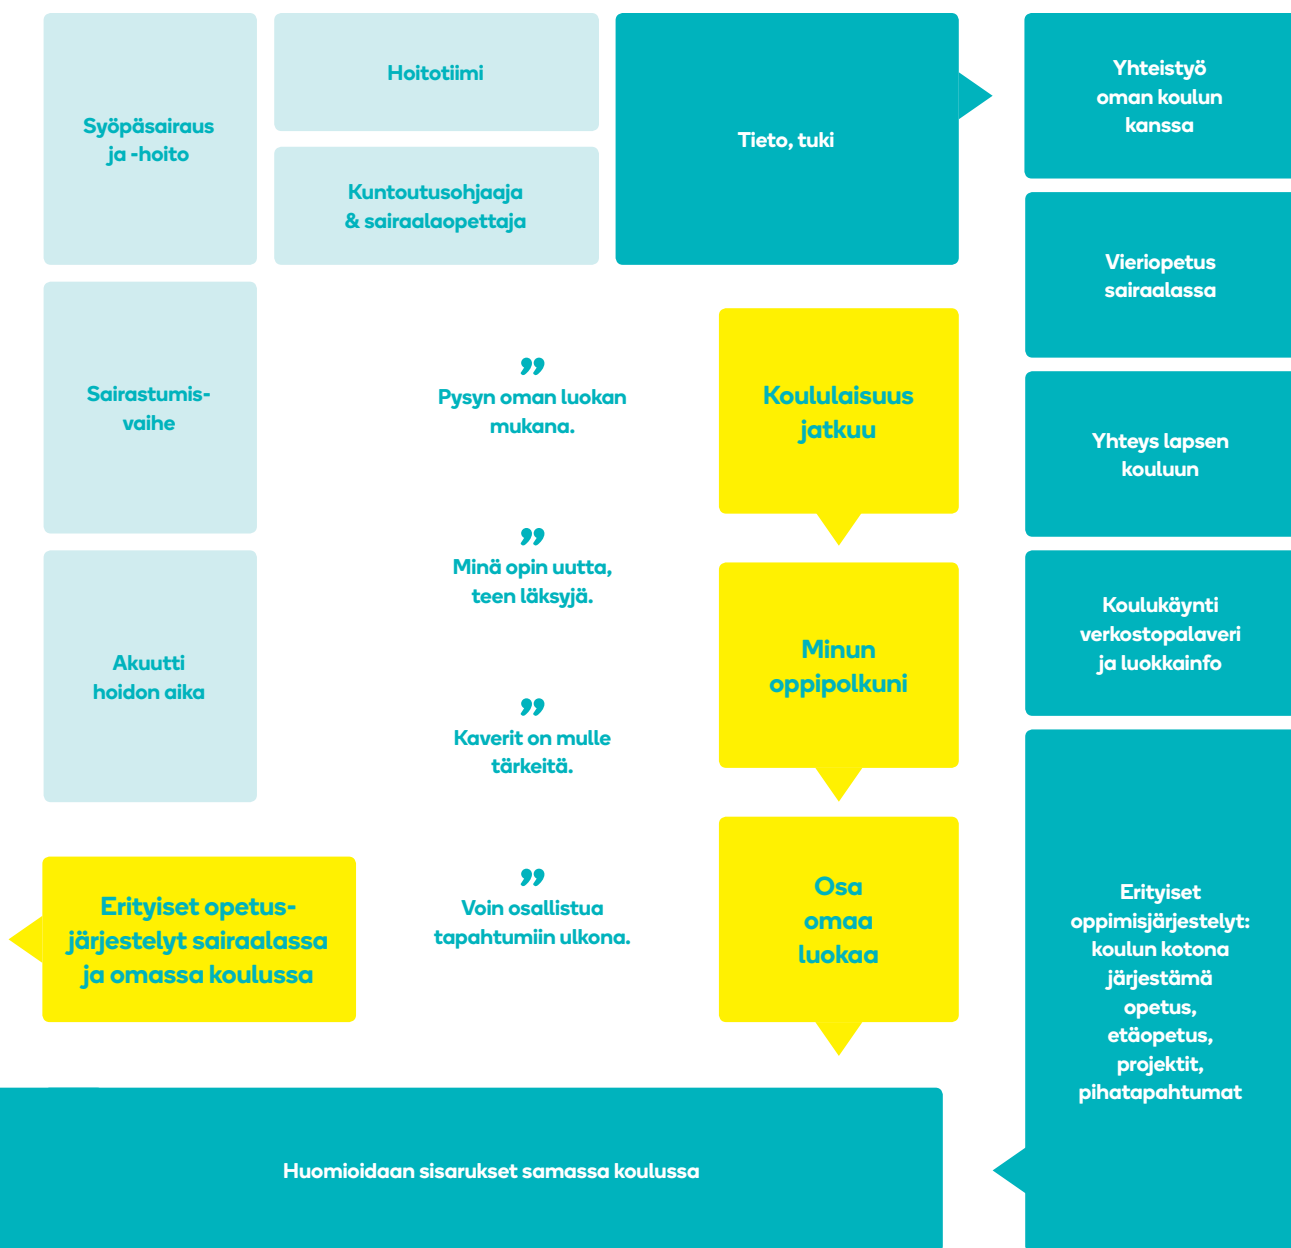 Syöpäsairaus
ja -hoito
Hoitotiimi
Kuntoutusohjaaja
& sairaalaopettaja
Tieto, tuki
Yhteistyö
oman koulun
kanssa
Vieriopetus
sairaalassa
Sairastumis-
vaihe
”
Pysyn oman luokan
mukana.
Koululaisuus
jatkuu
Yhteys lapsen
kouluun
”
Minä opin uutta,
teen läksyjä.
Akuutti
hoidon aika
Minun
oppipolkuni
Koulukäynti
verkostopalaveri
ja luokkainfo
”
Kaverit on mulle
tärkeitä.
Erityiset opetus-
järjestelyt sairaalassa
ja omassa koulussa
”
Voin osallistua
tapahtumiin ulkona.
Osa
omaa
luokaa
Erityiset
oppimisjärjestelyt:
koulun kotona
järjestämä
opetus,
etäopetus,
projektit,
pihatapahtumat
Huomioidaan sisarukset samassa koulussa